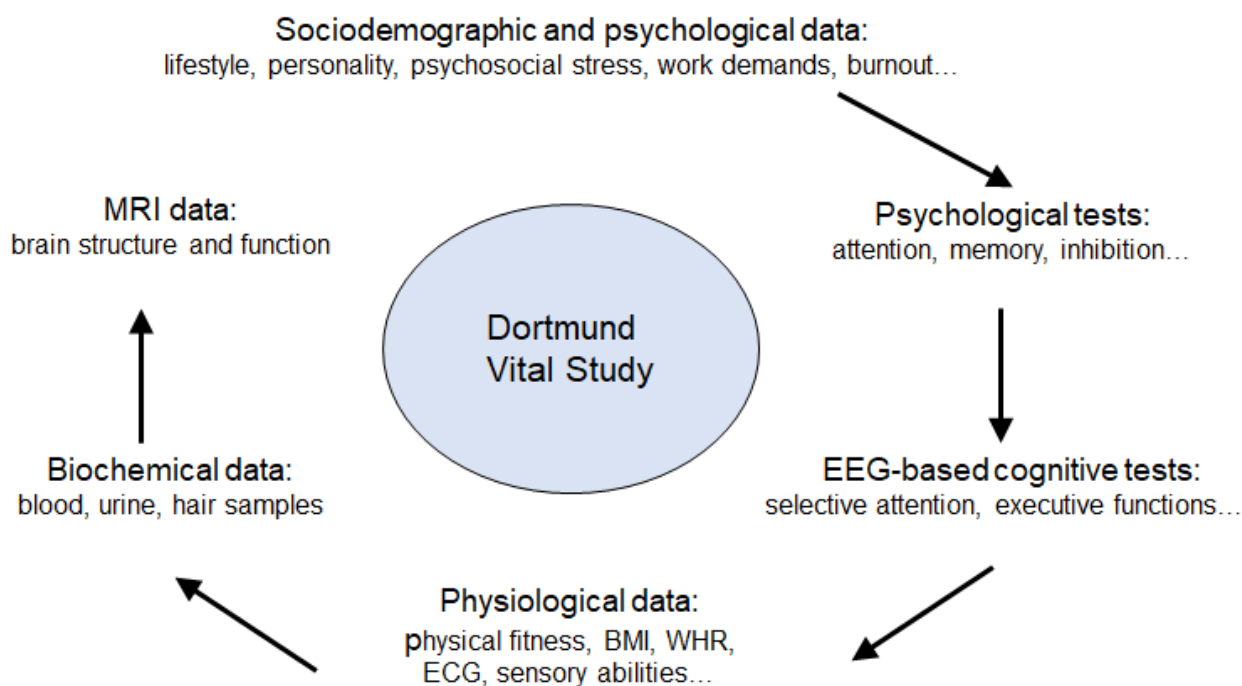 Sociodemographic and psychological data:
lifestyle, personality, psychosocial stress, work demands, burnout…
MRI data:
brain structure and function
Psychological tests:
attention, memory, inhibition…
Dortmund
Vital Study
Biochemical data:
blood, urine, hair samples
EEG-based cognitive tests:
selective attention, executive functions…
Physiological data:
physical fitness, BMI, WHR,
ECG, sensory abilities…